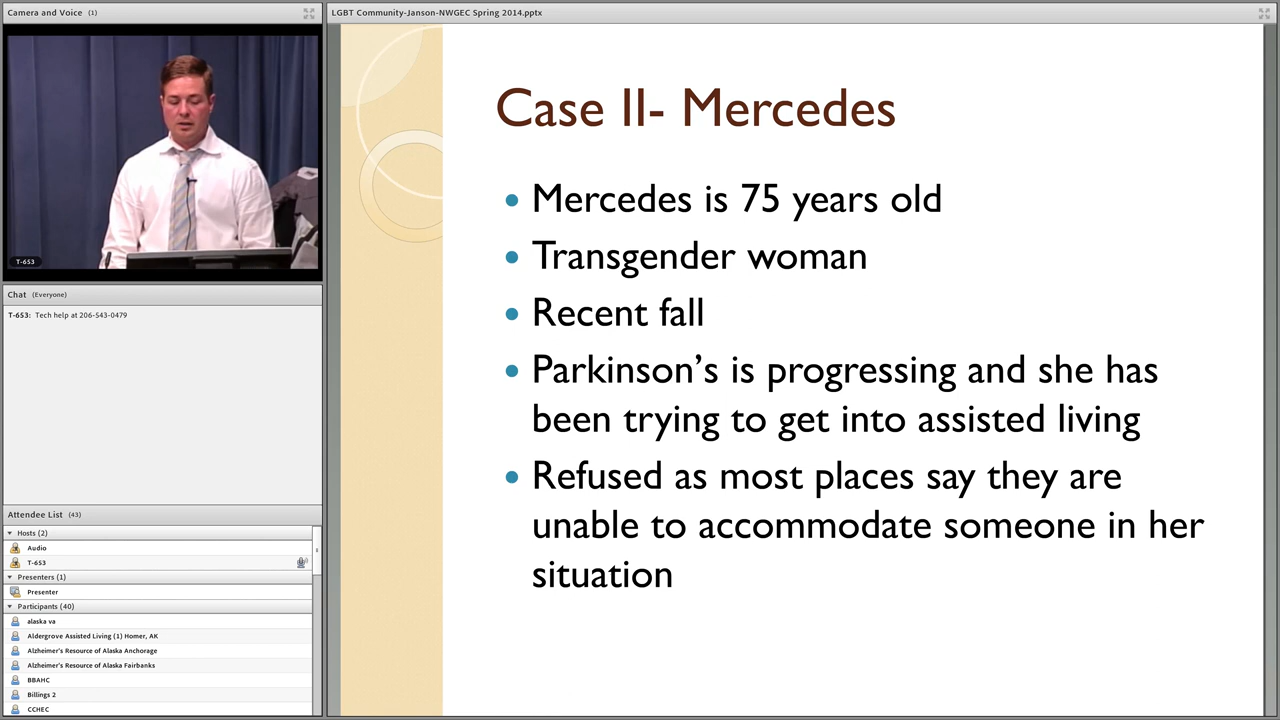 Camera and Voice (1)
T-653
Chat (Everyone)
T-653: Tech help at 206-543-0479
Attendee List (43)
Hosts (2)
Audio
T-653
Presenters (1)
Presenter
Participants (40)
alaska va
Aldergrove Assisted Living (1) Homer, AK
Alzheimer's Resource of Alaska Anchorage
Alzheimer's Resource of Alaska Fairbanks
BBAHC
Billings 2
CCHEC
LGBT Community-Janson-NWGEC Spring 2014.pptx
Case II- Mercedes
• Mercedes is 75 years old
• Transgender woman
• Recent fall
• Parkinson’s is progressing and she has
been trying to get into assisted living
• Refused as most places say they are
unable to accommodate someone in her
situation